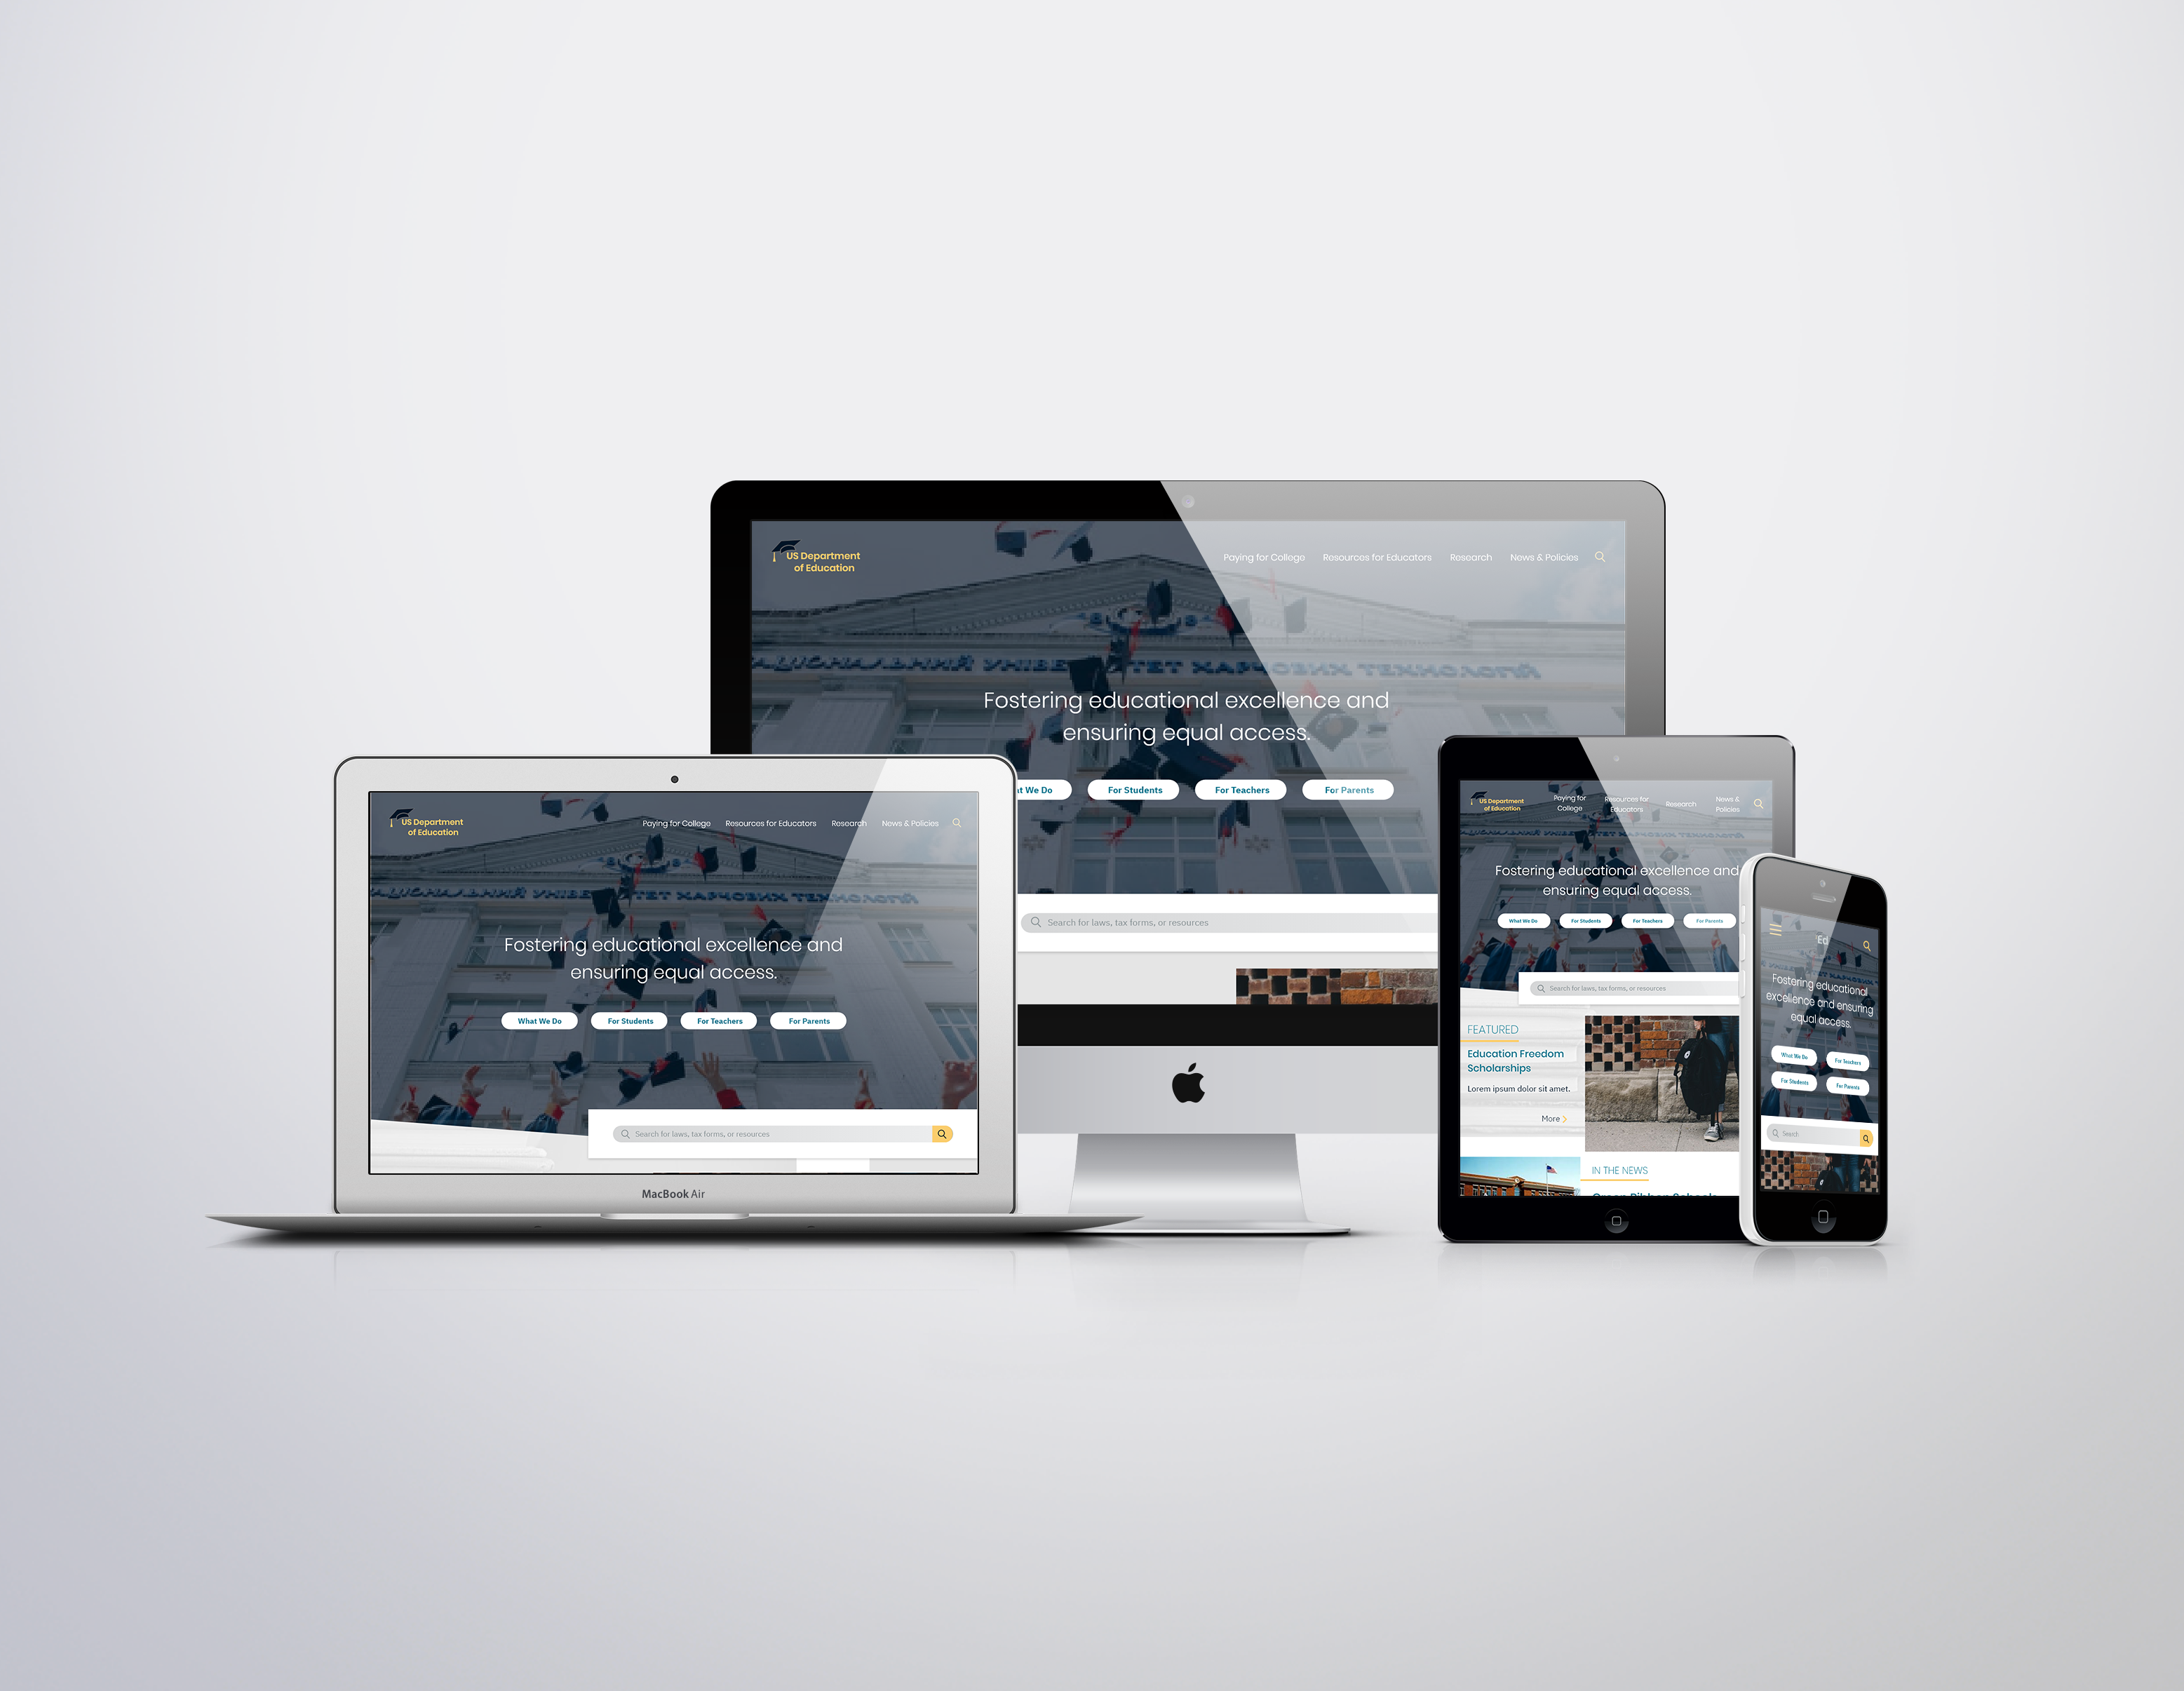 US Department
of Education
Paying for College
Resources for Educators
Research
News & Policies
Fostering educational excellence and
ensuring equal access.
We Do
For Students
For Teachers
For Parents
Search for laws, tax forms, or resources
US Department
of Education
Paying for College
Resources for Educators
Research
News & Policies
ТЕТ ХАРЧОВИХ ТЕХНОЛОГІЙ
Fostering educational excellence and
ensuring equal access.
What We Do
For Students
For Teachers
For Parents
Search for laws, tax forms, or resources
MacBook Air
US Department
of Education
Paying for
College
Resources for
Educators
Research
News &
Policies
Fostering educational excellence and
ensuring equal access.
What We Do
For Students
For Teachers
For Parents
Search for laws, tax forms, or resources
FEATURED
Education Freedom
Scholarships
Lorem ipsum dolor sit amet.
More
IN THE NEWS
Ed
Fostering educational
excellence and ensuring
equal access.
What We Do
For Teachers
For Students
For Parents
Search